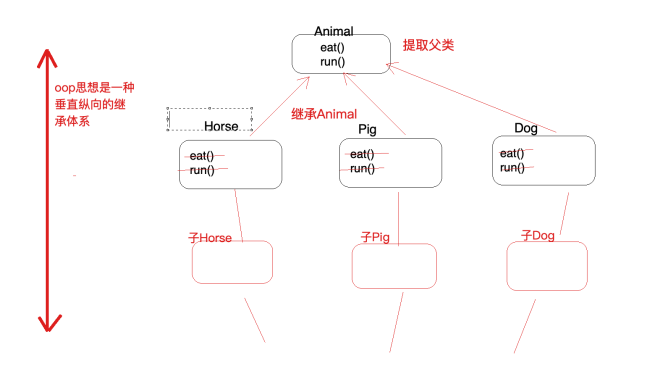 Animal
eat()
run()
提取父类
oop思想是一种
垂直纵向的继
承体系
继承Animal
Horse
eat()
run()
Pig
eat()
run()
Dog
eat()
run()
子Horse
子Pig
子Dog